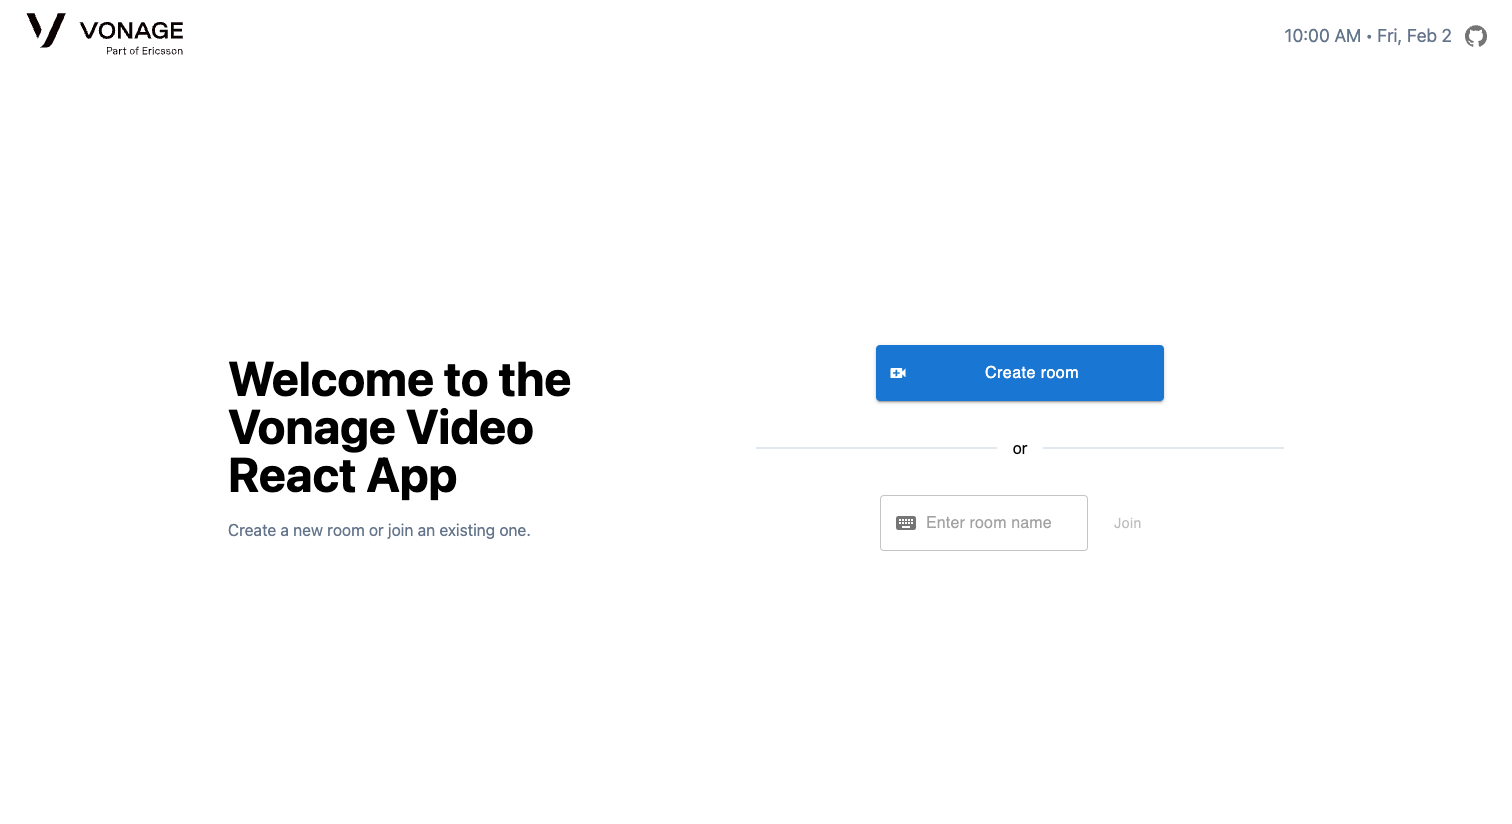 VONAGE
Part of Ericsson
10:00 AM • Fri, Feb 2
Welcome to the
Vonage Video
React App
Create a new room or join an existing one.
Create room
or
Enter room name
Join